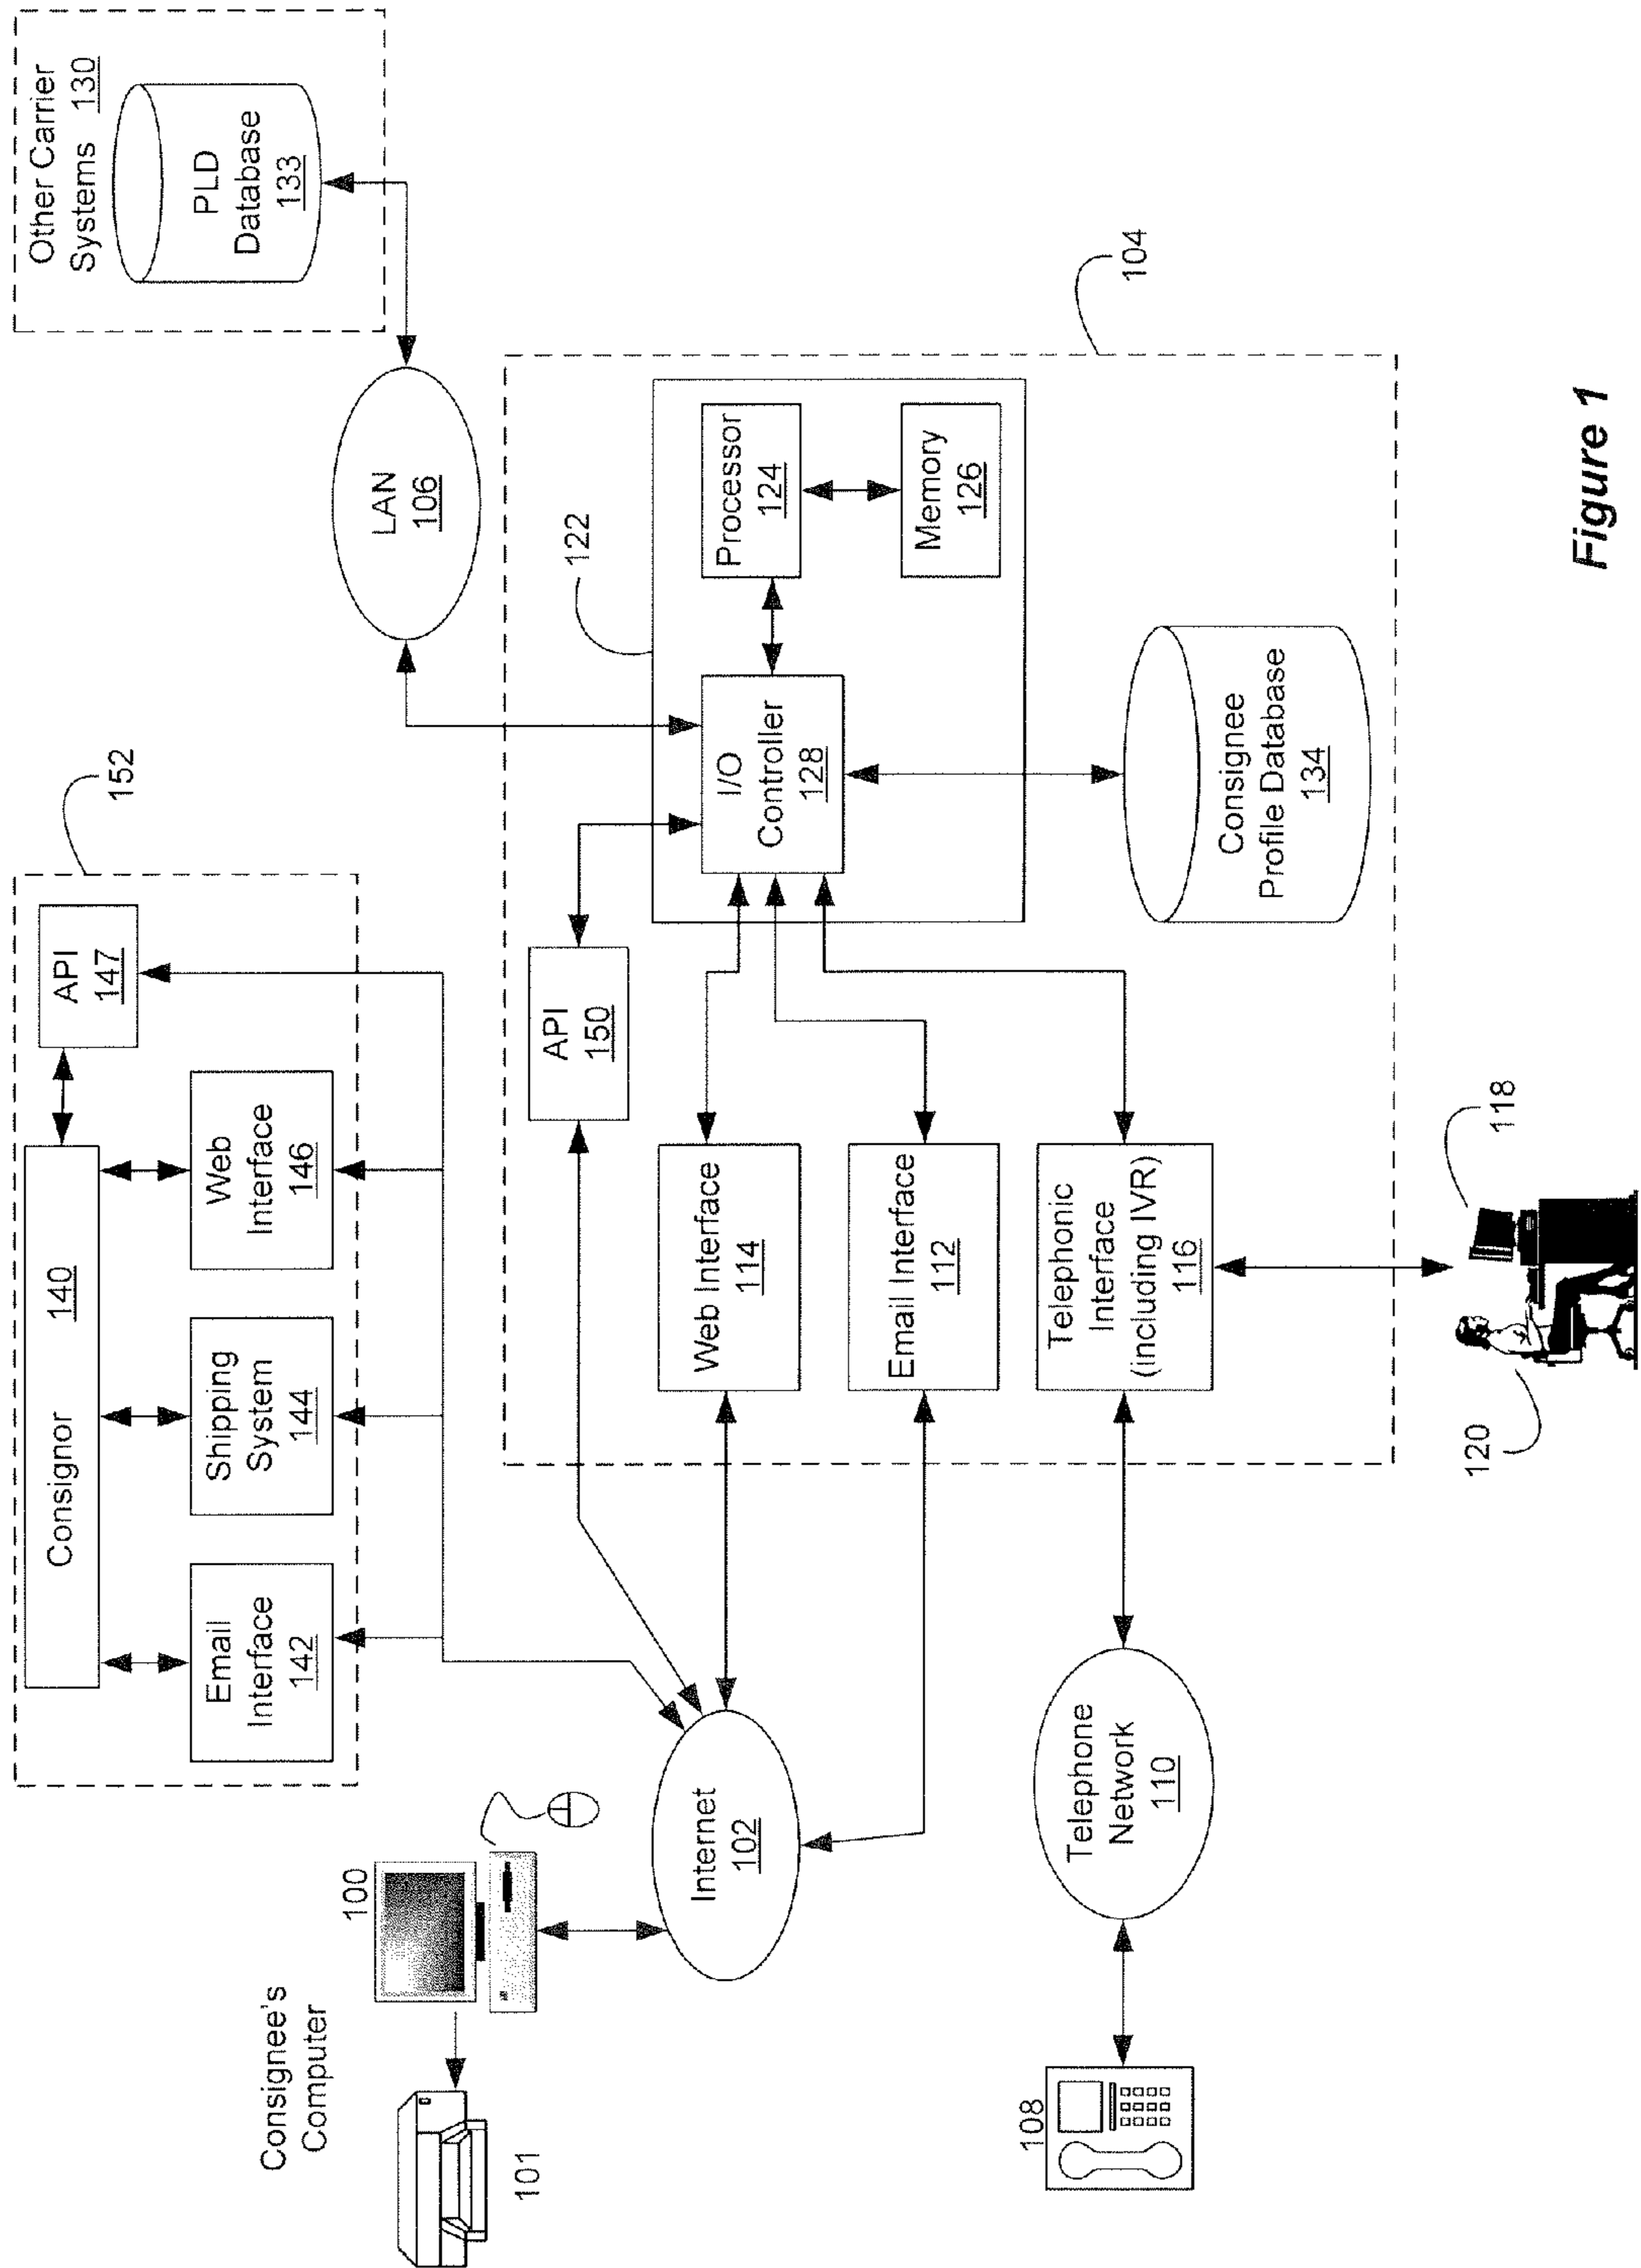 Consignee's
Computer
100
101
108
Consignor
140
Email
Interface
142
Shipping
System
144
Web
Interface
146
API
147
152
Other Carrier
Systems 130
PLD
Database
133
LAN
106
Internet
102
Telephone
Network
110
API
150
Web Interface
114
Email Interface
112
Telephonic
Interface
(including IVR)
116
122
I/O
Controller
128
Processor
124
Memory
126
Consignee
Profile Database
134
104
120
118
Figure 1